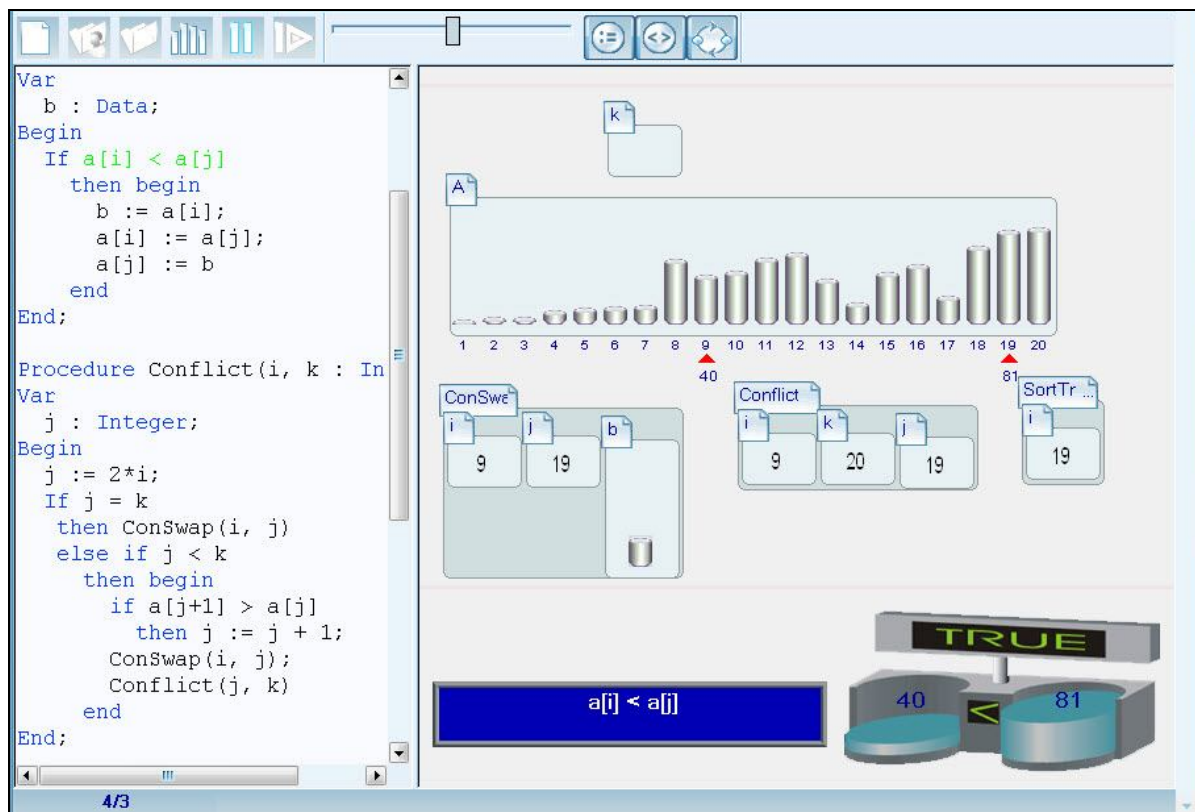 := <>
Var
b : Data;
Begin
If a[i] < a[j]
then begin
b := a[i];
a[i] := a[j];
a[j] := b
end
End;
Procedure Conflict(i, k : In
Var
j : Integer;
Begin
j := 2*i;
If j = k
then ConSwap(i, j)
else if j < k
then begin
if a[j+1] > a[j]
then j := j + 1;
ConSwap(i, j);
Conflict(j, k)
end
End;
4/3
k
A
1 2 3 4 5 6 7 8 9 10 11 12 13 14 15 16 17 18 19 20
40 81
ConSwa
i j b
9 19
Conflict
i k j
9 20 19
SortTr ...
i
19
a[i] < a[j]
TRUE
40 < 81